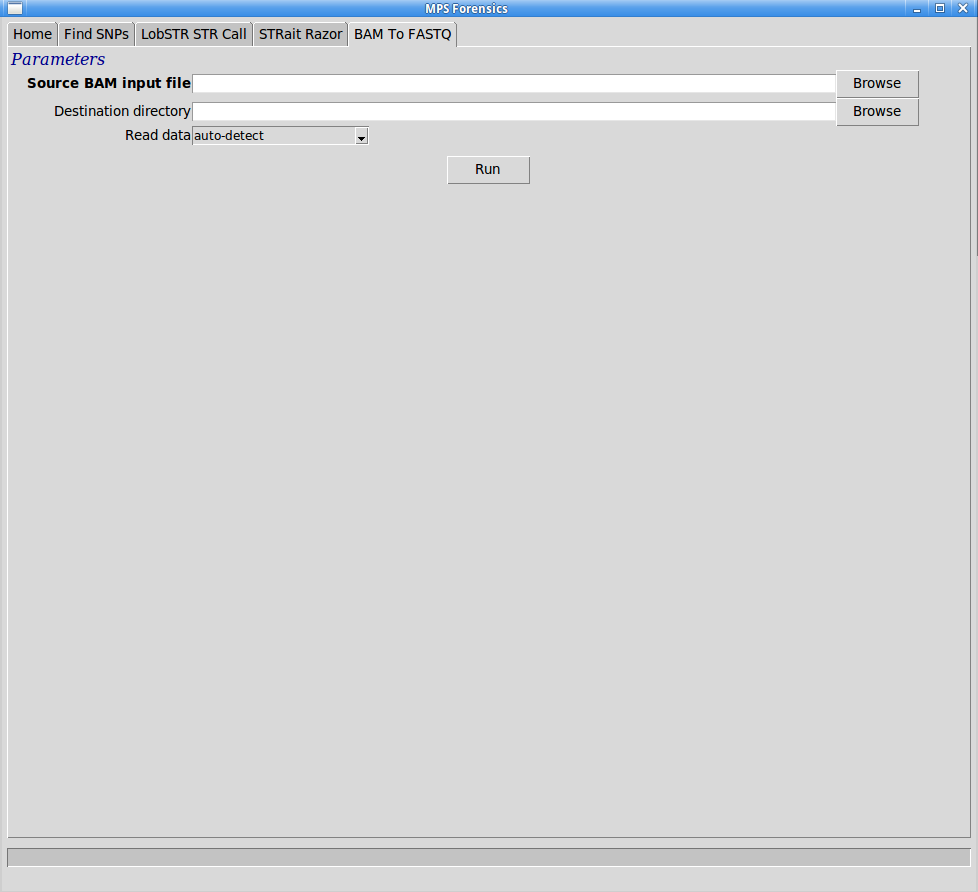 MPS Forensics
Home Find SNPs LobSTR STR Call STRait Razor BAM To FASTQ
Parameters
Source BAM input file Browse
Destination directory Browse
Read data auto-detect
Run